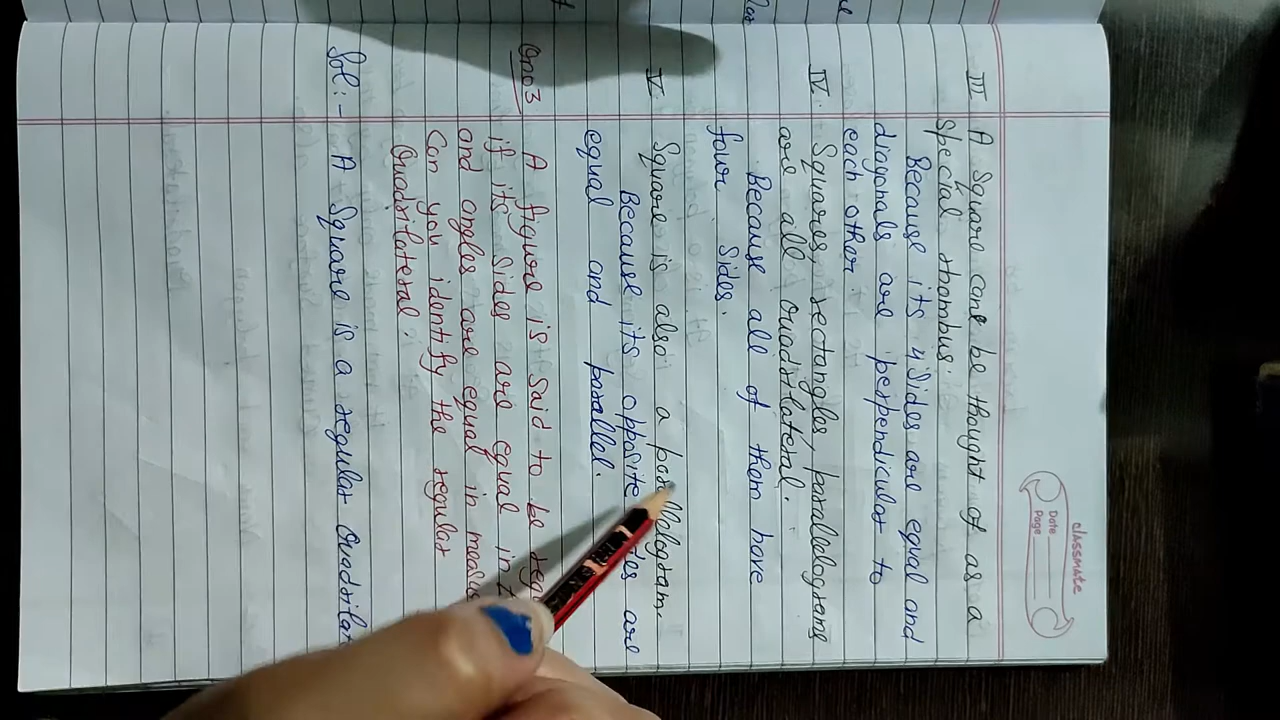 classmate
Date
Page
III A Square cane be thought of as a
special rhombus.
Because its 4 Sides are equal and
diagonals are perpendicular to
each other.
IV. Squares, rectangles, parallelograms
are all Quadrilateral.
Because all of them have
four Sides.
V. Square is also a parallelogram.
Because its opposite are
equal and parallel.
Qno3 A figure is said to be
if its Sides are equal in
and angles are equal in
Can you identify the regular
Quadrilateral.
Sol:- A Square is a regular